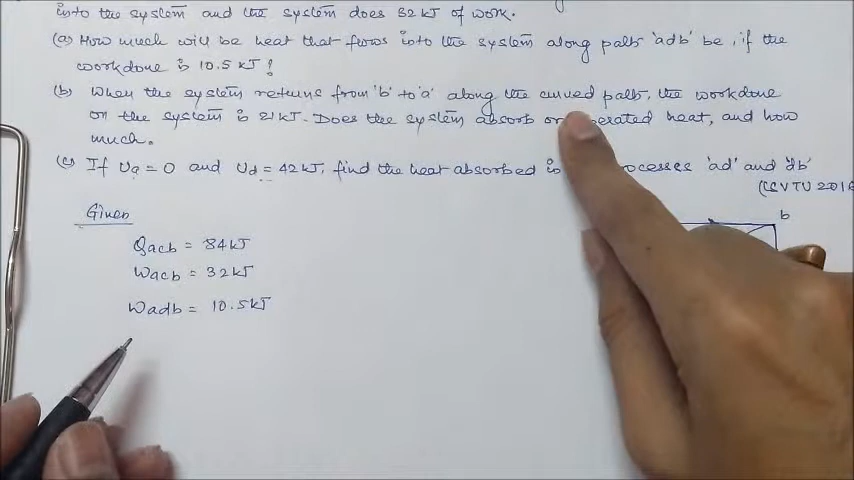 into the system and the system does 32 kJ of work.
(a) How much will be heat that flows into the system along path 'adb' be, if the
workdone is 10.5 kJ?
(b) When the system returns from 'b' to 'a' along the curved path, the workdone
on the system is 21 kJ. Does the system absorb or liberated heat, and how
much.
(c) If Ua = 0 and Ud = 42 kJ, find the heat absorbed in processes 'ad' and 'db'
(CSVTU 2016
b
Given
Qacb = 84 kJ
Wacb = 32 kJ
Wadb = 10.5 kJ